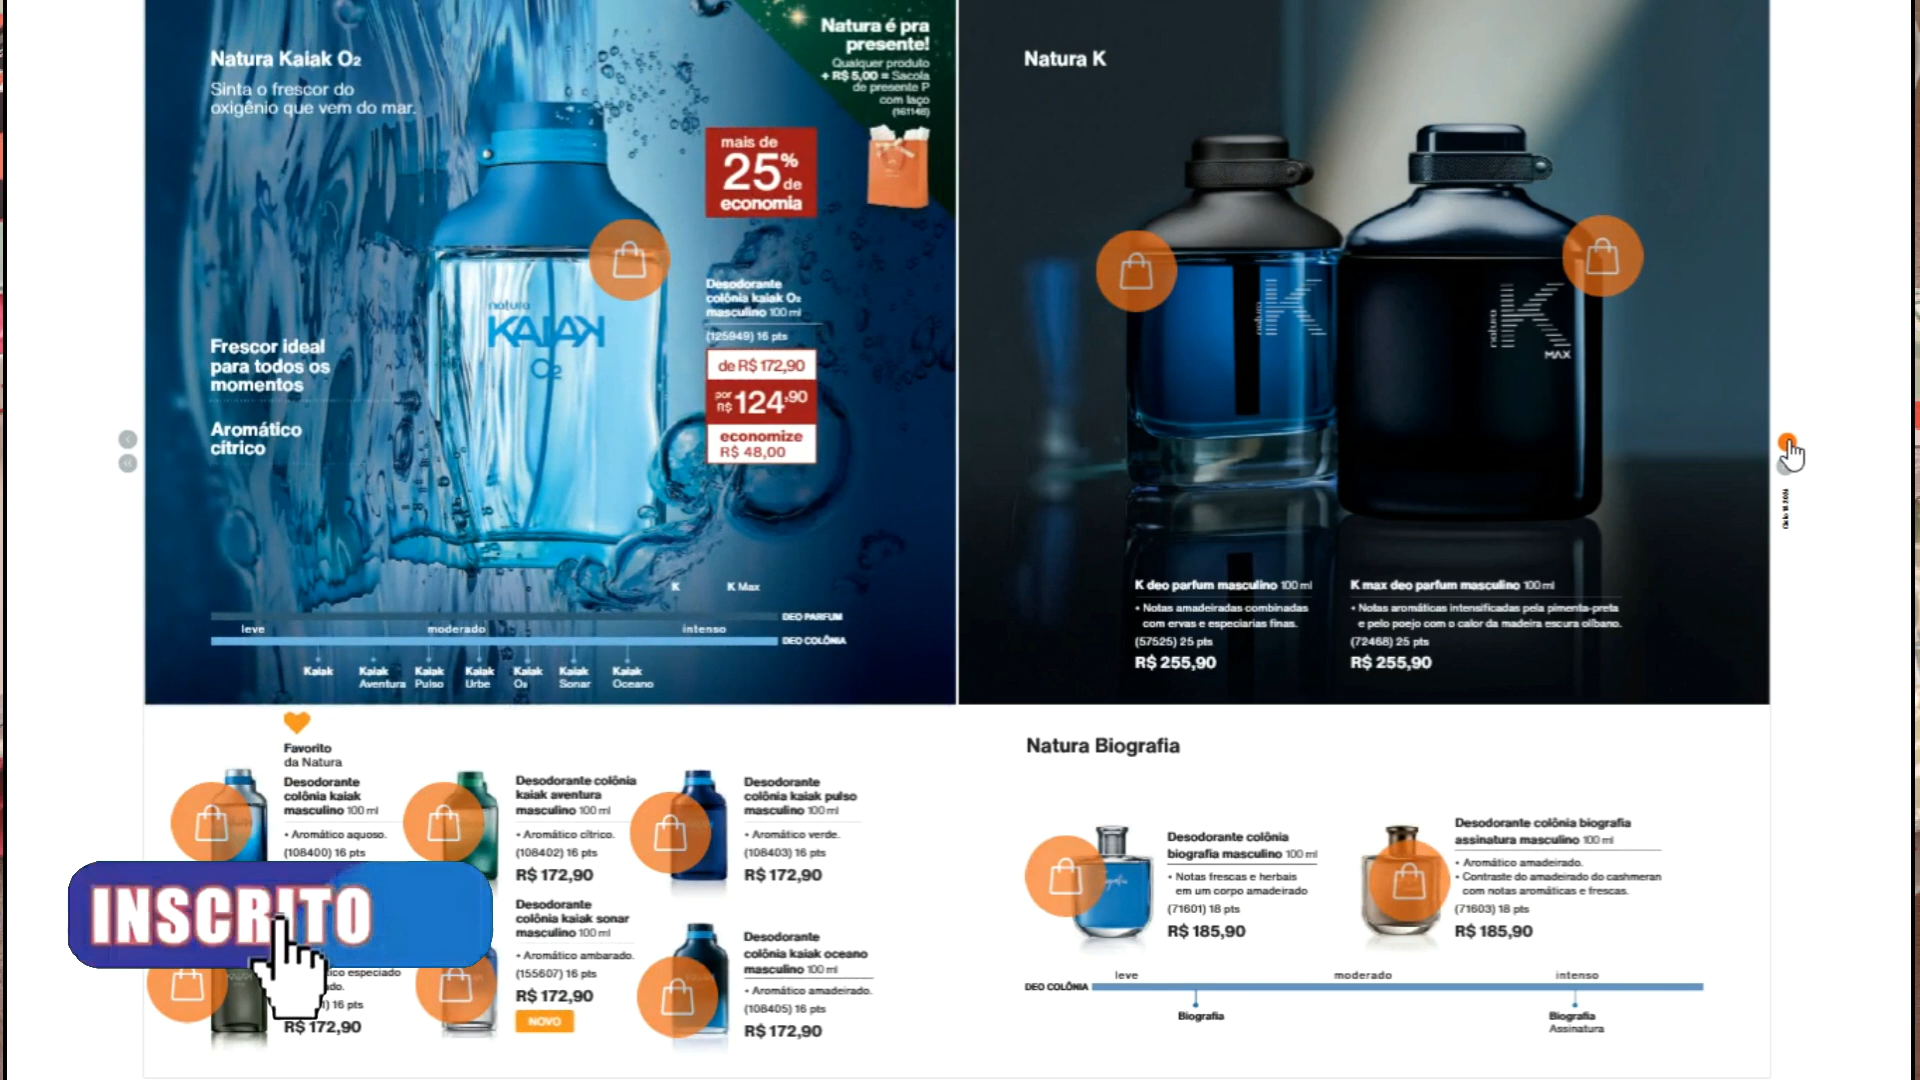 Natura Kaiak O₂
Sinta o frescor do
oxigênio que vem do mar.
Natura é pra
presente!
Qualquer produto
+ R$ 5,00 = Sacola
de presente P
com laço
(161146)
mais de
25% de
economia
natura
KAIAK
O₂
Desodorante
colônia kaiak O₂
masculino 100 ml
(125949) 16 pts
de R$ 172,90
por
R$ 124,90
economize
R$ 48,00
Frescor ideal
para todos os
momentos
Aromático
cítrico
K
K Max
DEO PARFUM
leve
moderado
intenso
DEO COLÔNIA
Kaiak
Kaiak
Aventura
Kaiak
Pulso
Kaiak
Urbe
Kaiak
O₂
Kaiak
Sonar
Kaiak
Oceano
Natura K
natura
K
natura
K
MAX
K deo parfum masculino 100 ml
• Notas amadeiradas combinadas
com ervas e especiarias finas.
(57525) 25 pts
R$ 255,90
K max deo parfum masculino 100 ml
• Notas aromáticas intensificadas pela pimenta-preta
e pelo poejo com o calor da madeira escura olíbano.
(72468) 25 pts
R$ 255,90
Favorito
da Natura
Desodorante
colônia kaiak
masculino 100 ml
• Aromático aquoso.
(108400) 16 pts
Desodorante colônia
kaiak aventura
masculino 100 ml
• Aromático cítrico.
(108402) 16 pts
R$ 172,90
Desodorante
colônia kaiak pulso
masculino 100 ml
• Aromático verde.
(108403) 16 pts
R$ 172,90
INSCRITO
especiado
16 pts
R$ 172,90
Desodorante
colônia kaiak sonar
masculino 100 ml
• Aromático ambarado.
(155607) 16 pts
R$ 172,90
NOVO
Desodorante
colônia kaiak oceano
masculino 100 ml
• Aromático amadeirado.
(108405) 16 pts
R$ 172,90
Natura Biografia
Desodorante colônia
biografia masculino 100 ml
• Notas frescas e herbais
em um corpo amadeirado
(71601) 18 pts
R$ 185,90
Desodorante colônia biografia
assinatura masculino 100 ml
• Aromático amadeirado.
• Contraste do amadeirado do cashmeran
com notas aromáticas e frescas.
(71603) 18 pts
R$ 185,90
leve
moderado
intenso
DEO COLÔNIA
Biografia
Biografia
Assinatura